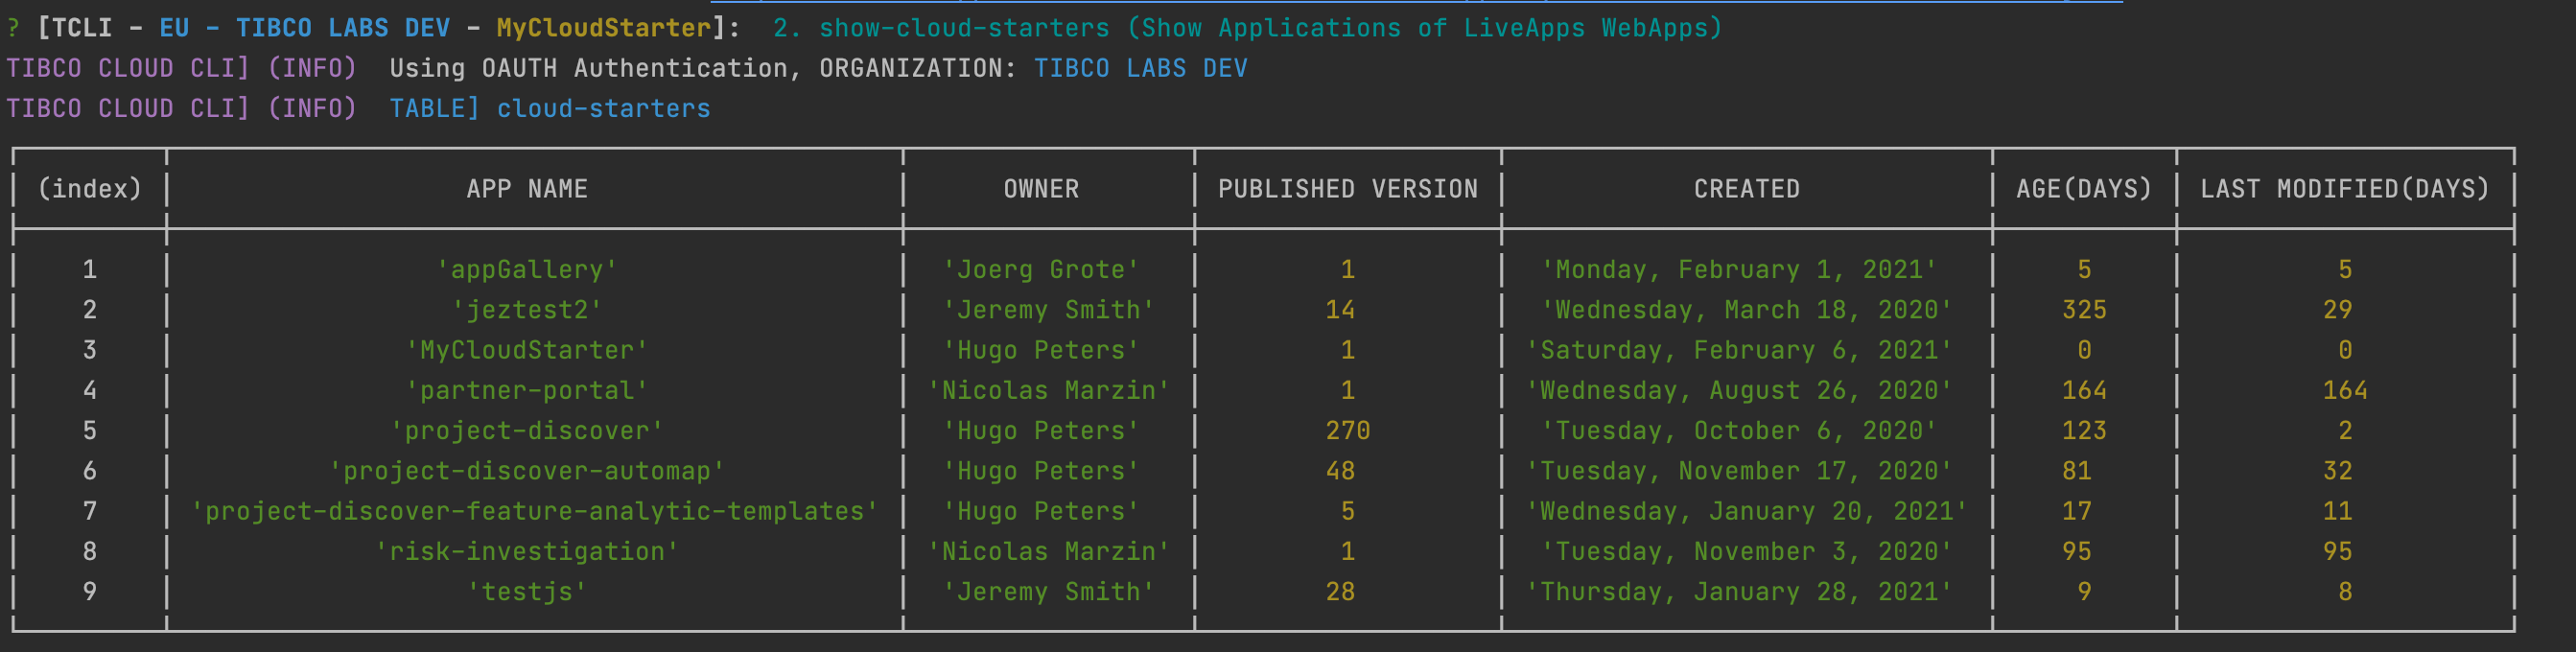 ? [TCLI - EU - TIBCO LABS DEV - MyCloudStarter]: 2. show-cloud-starters (Show Applications of LiveApps WebApps)
TIBCO CLOUD CLI] (INFO) Using OAUTH Authentication, ORGANIZATION: TIBCO LABS DEV
TIBCO CLOUD CLI] (INFO) TABLE] cloud-starters
(index) APP NAME OWNER PUBLISHED VERSION CREATED AGE(DAYS) LAST MODIFIED(DAYS)
1 'appGallery' 'Joerg Grote' 1 'Monday, February 1, 2021' 5 5
2 'jeztest2' 'Jeremy Smith' 14 'Wednesday, March 18, 2020' 325 29
3 'MyCloudStarter' 'Hugo Peters' 1 'Saturday, February 6, 2021' 0 0
4 'partner-portal' 'Nicolas Marzin' 1 'Wednesday, August 26, 2020' 164 164
5 'project-discover' 'Hugo Peters' 270 'Tuesday, October 6, 2020' 123 2
6 'project-discover-automap' 'Hugo Peters' 48 'Tuesday, November 17, 2020' 81 32
7 'project-discover-feature-analytic-templates' 'Hugo Peters' 5 'Wednesday, January 20, 2021' 17 11
8 'risk-investigation' 'Nicolas Marzin' 1 'Tuesday, November 3, 2020' 95 95
9 'testjs' 'Jeremy Smith' 28 'Thursday, January 28, 2021' 9 8